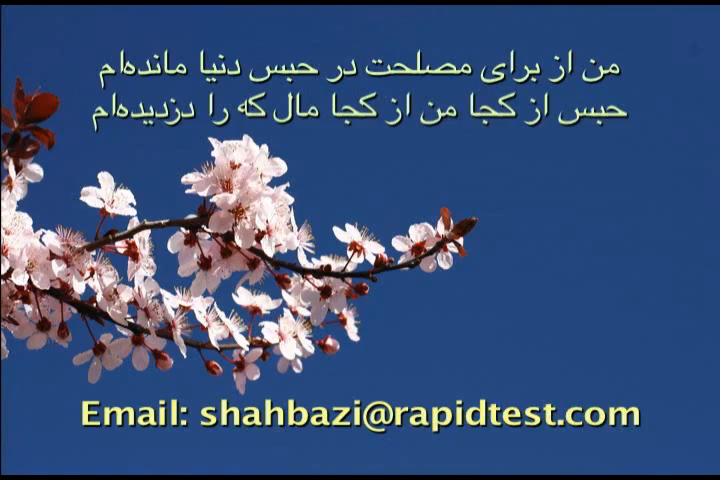 من از برای مصلحت در حبس دنیا مانده‌ام
حبس از کجا من از کجا مال که را دزدیده‌ام
Email: shahbazi@rapidtest.com